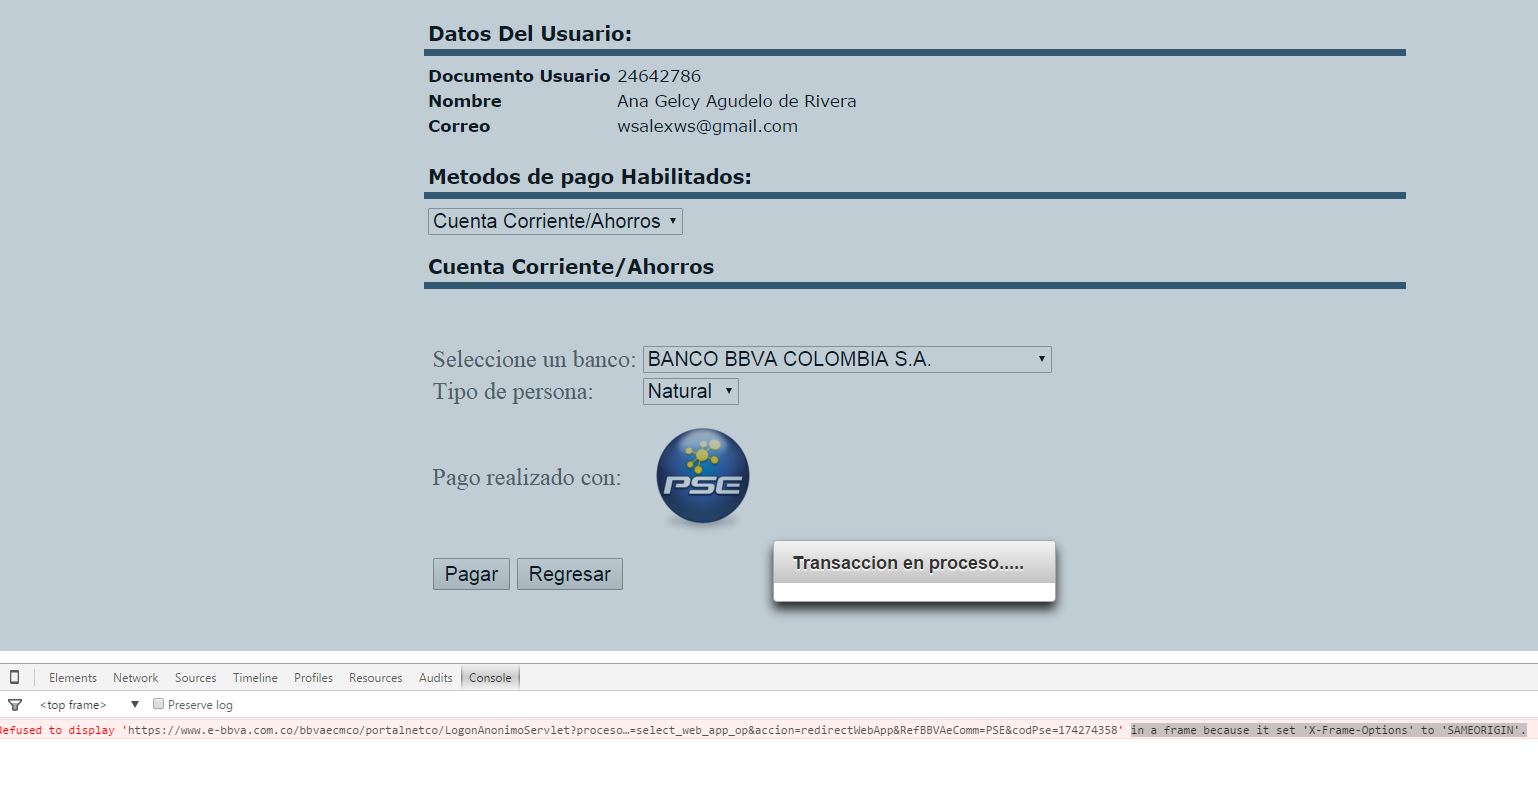 Datos Del Usuario:
Documento Usuario 24642786
Nombre Ana Gelcy Agudelo de Rivera
Correo wsalexws@gmail.com
Metodos de pago Habilitados:
Cuenta Corriente/Ahorros
Cuenta Corriente/Ahorros
Seleccione un banco: BANCO BBVA COLOMBIA S.A.
Tipo de persona: Natural
Pago realizado con: PSE
Pagar Regresar
Transaccion en proceso.....
Elements Network Sources Timeline Profiles Resources Audits Console
<top frame> Preserve log
Refused to display 'https://www.e-bbva.com.co/bbvaecmco/portalnetco/LogonAnonimoServlet?proceso…=select_web_app_op&accion=redirectWebApp&RefBBVAeComm=PSE&codPse=174274358' in a frame because it set 'X-Frame-Options' to 'SAMEORIGIN'.